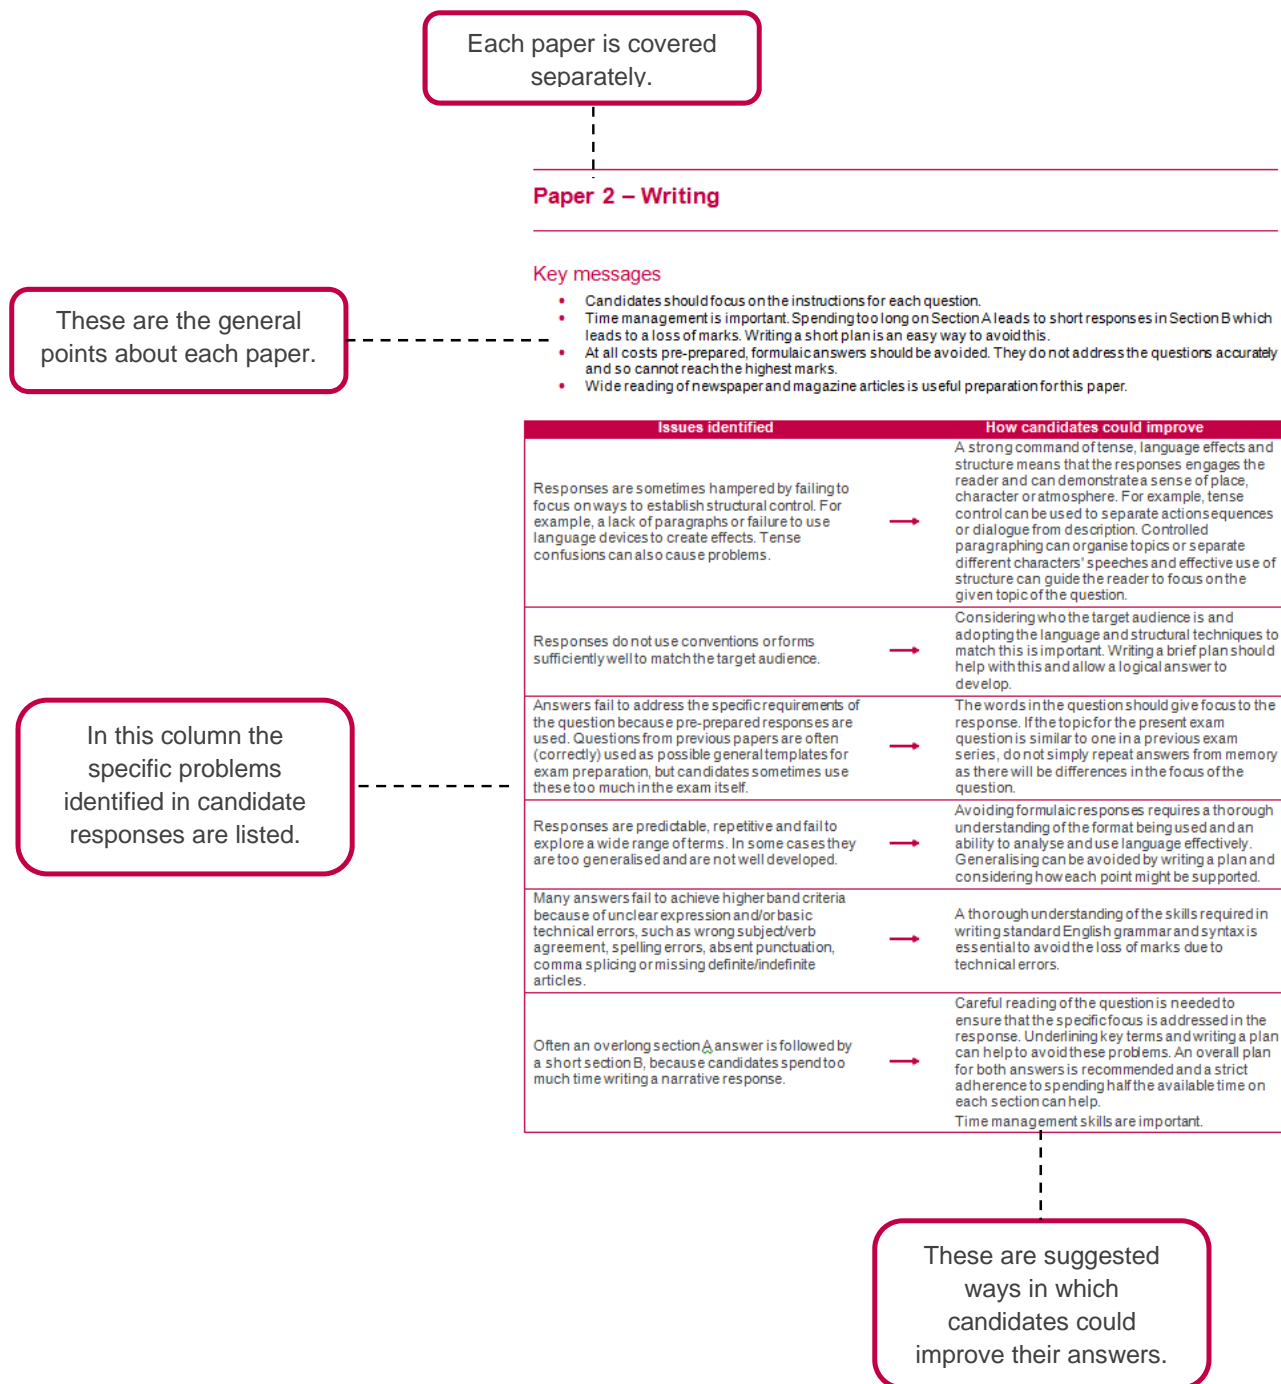 Each paper is covered
separately.
Paper 2 – Writing
Key messages
• Candidates should focus on the instructions for each question.
• Time management is important. Spending too long on Section A leads to short responses in Section B which
leads to a loss of marks. Writing a short plan is an easy way to avoid this.
• At all costs pre-prepared, formulaic answers should be avoided. They do not address the questions accurately
and so cannot reach the highest marks.
• Wide reading of newspaper and magazine articles is useful preparation for this paper.
These are the general
points about each paper.
Issues identified
How candidates could improve
Responses are sometimes hampered by failing to
focus on ways to establish structural control. For
example, a lack of paragraphs or failure to use
language devices to create effects. Tense
confusions can also cause problems.
A strong command of tense, language effects and
structure means that the responses engages the
reader and can demonstrate a sense of place,
character or atmosphere. For example, tense
control can be used to separate action sequences
or dialogue from description. Controlled
paragraphing can organise topics or separate
different characters' speeches and effective use of
structure can guide the reader to focus on the
given topic of the question.
Responses do not use conventions or forms
sufficiently well to match the target audience.
Considering who the target audience is and
adopting the language and structural techniques to
match this is important. Writing a brief plan should
help with this and allow a logical answer to
develop.
Answers fail to address the specific requirements of
the question because pre-prepared responses are
used. Questions from previous papers are often
(correctly) used as possible general templates for
exam preparation, but candidates sometimes use
these too much in the exam itself.
The words in the question should give focus to the
response. If the topic for the present exam
question is similar to one in a previous exam
series, do not simply repeat answers from memory
as there will be differences in the focus of the
question.
In this column the
specific problems
identified in candidate
responses are listed.
Responses are predictable, repetitive and fail to
explore a wide range of terms. In some cases they
are too generalised and are not well developed.
Avoiding formulaic responses requires a thorough
understanding of the format being used and an
ability to analyse and use language effectively.
Generalising can be avoided by writing a plan and
considering how each point might be supported.
Many answers fail to achieve higher band criteria
because of unclear expression and/or basic
technical errors, such as wrong subject/verb
agreement, spelling errors, absent punctuation,
comma splicing or missing definite/indefinite
articles.
A thorough understanding of the skills required in
writing standard English grammar and syntax is
essential to avoid the loss of marks due to
technical errors.
Often an overlong section A answer is followed by
a short section B, because candidates spend too
much time writing a narrative response.
Careful reading of the question is needed to
ensure that the specific focus is addressed in the
response. Underlining key terms and writing a plan
can help to avoid these problems. An overall plan
for both answers is recommended and a strict
adherence to spending half the available time on
each section can help.
Time management skills are important.
These are suggested
ways in which
candidates could
improve their answers.